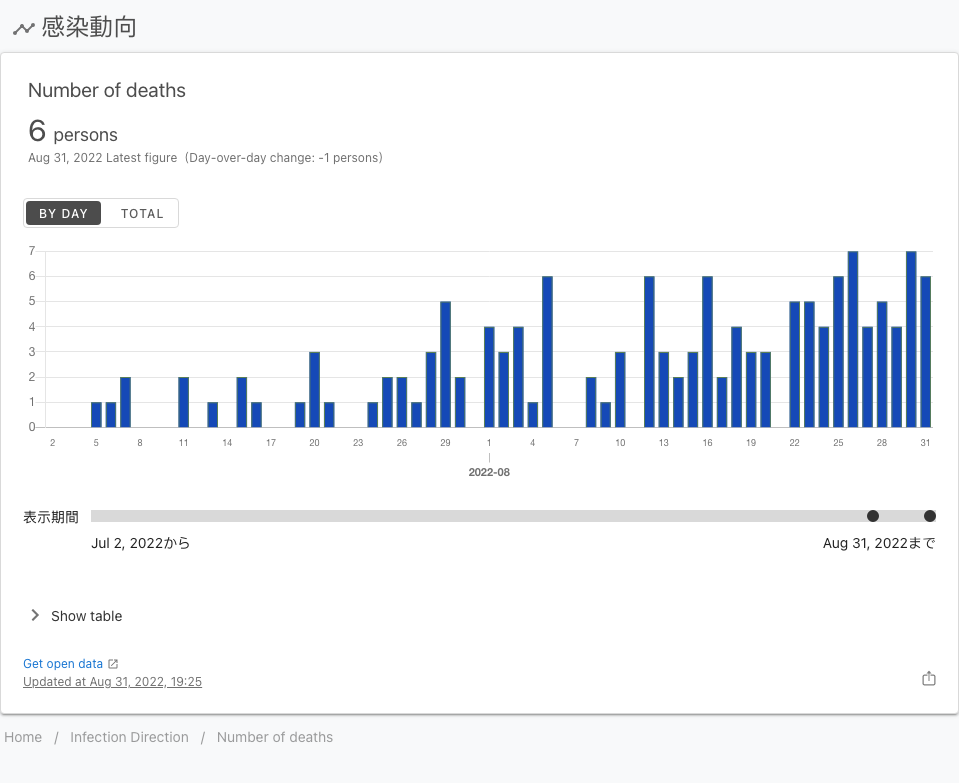 感染動向
Number of deaths
6 persons
Aug 31, 2022 Latest figure (Day-over-day change: -1 persons)
BY DAY TOTAL
7
6
5
4
3
2
1
0
2 5 8 11 14 17 20 23 26 29 1 4 7 10 13 16 19 22 25 28 31
2022-08
表示期間
Jul 2, 2022から Aug 31, 2022まで
Show table
Get open data
Updated at Aug 31, 2022, 19:25
Home / Infection Direction / Number of deaths